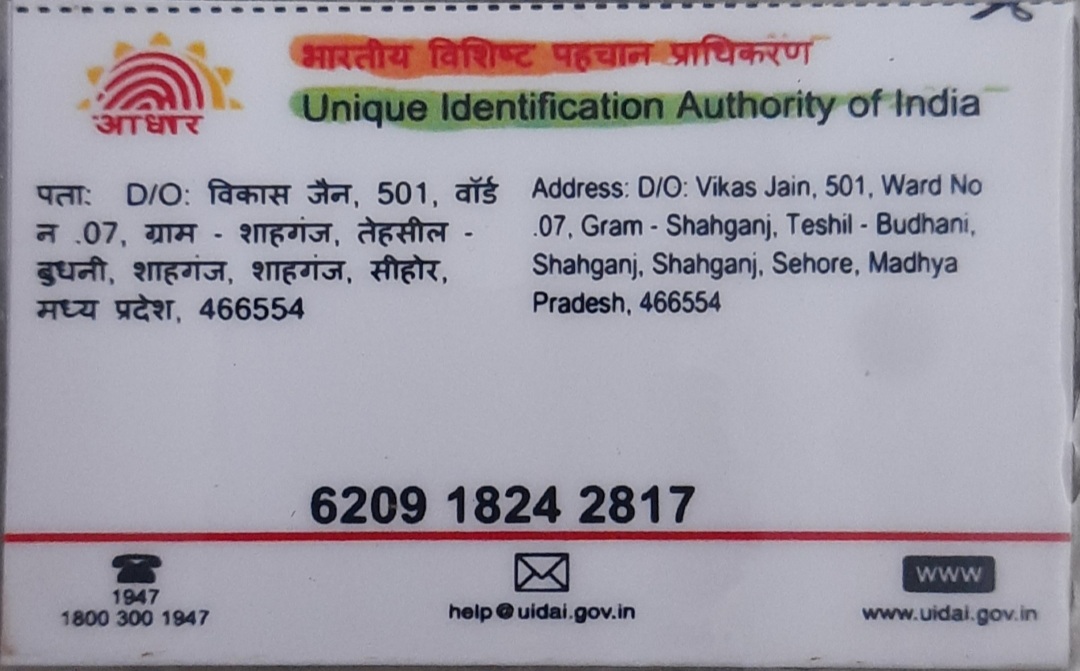 भारतीय विशिष्ट पहचान प्राधिकरण
Unique Identification Authority of India
आधार
पताः D/O: विकास जैन, 501, वॉर्ड
न .07, ग्राम - शाहगंज, तेहसील -
बुधनी, शाहगंज, शाहगंज, सीहोर,
मध्य प्रदेश, 466554
Address: D/O: Vikas Jain, 501, Ward No
.07, Gram - Shahganj, Teshil - Budhani,
Shahganj, Shahganj, Sehore, Madhya
Pradesh, 466554
6209 1824 2817
1947
1800 300 1947
help@uidai.gov.in
www
www.uidai.gov.in